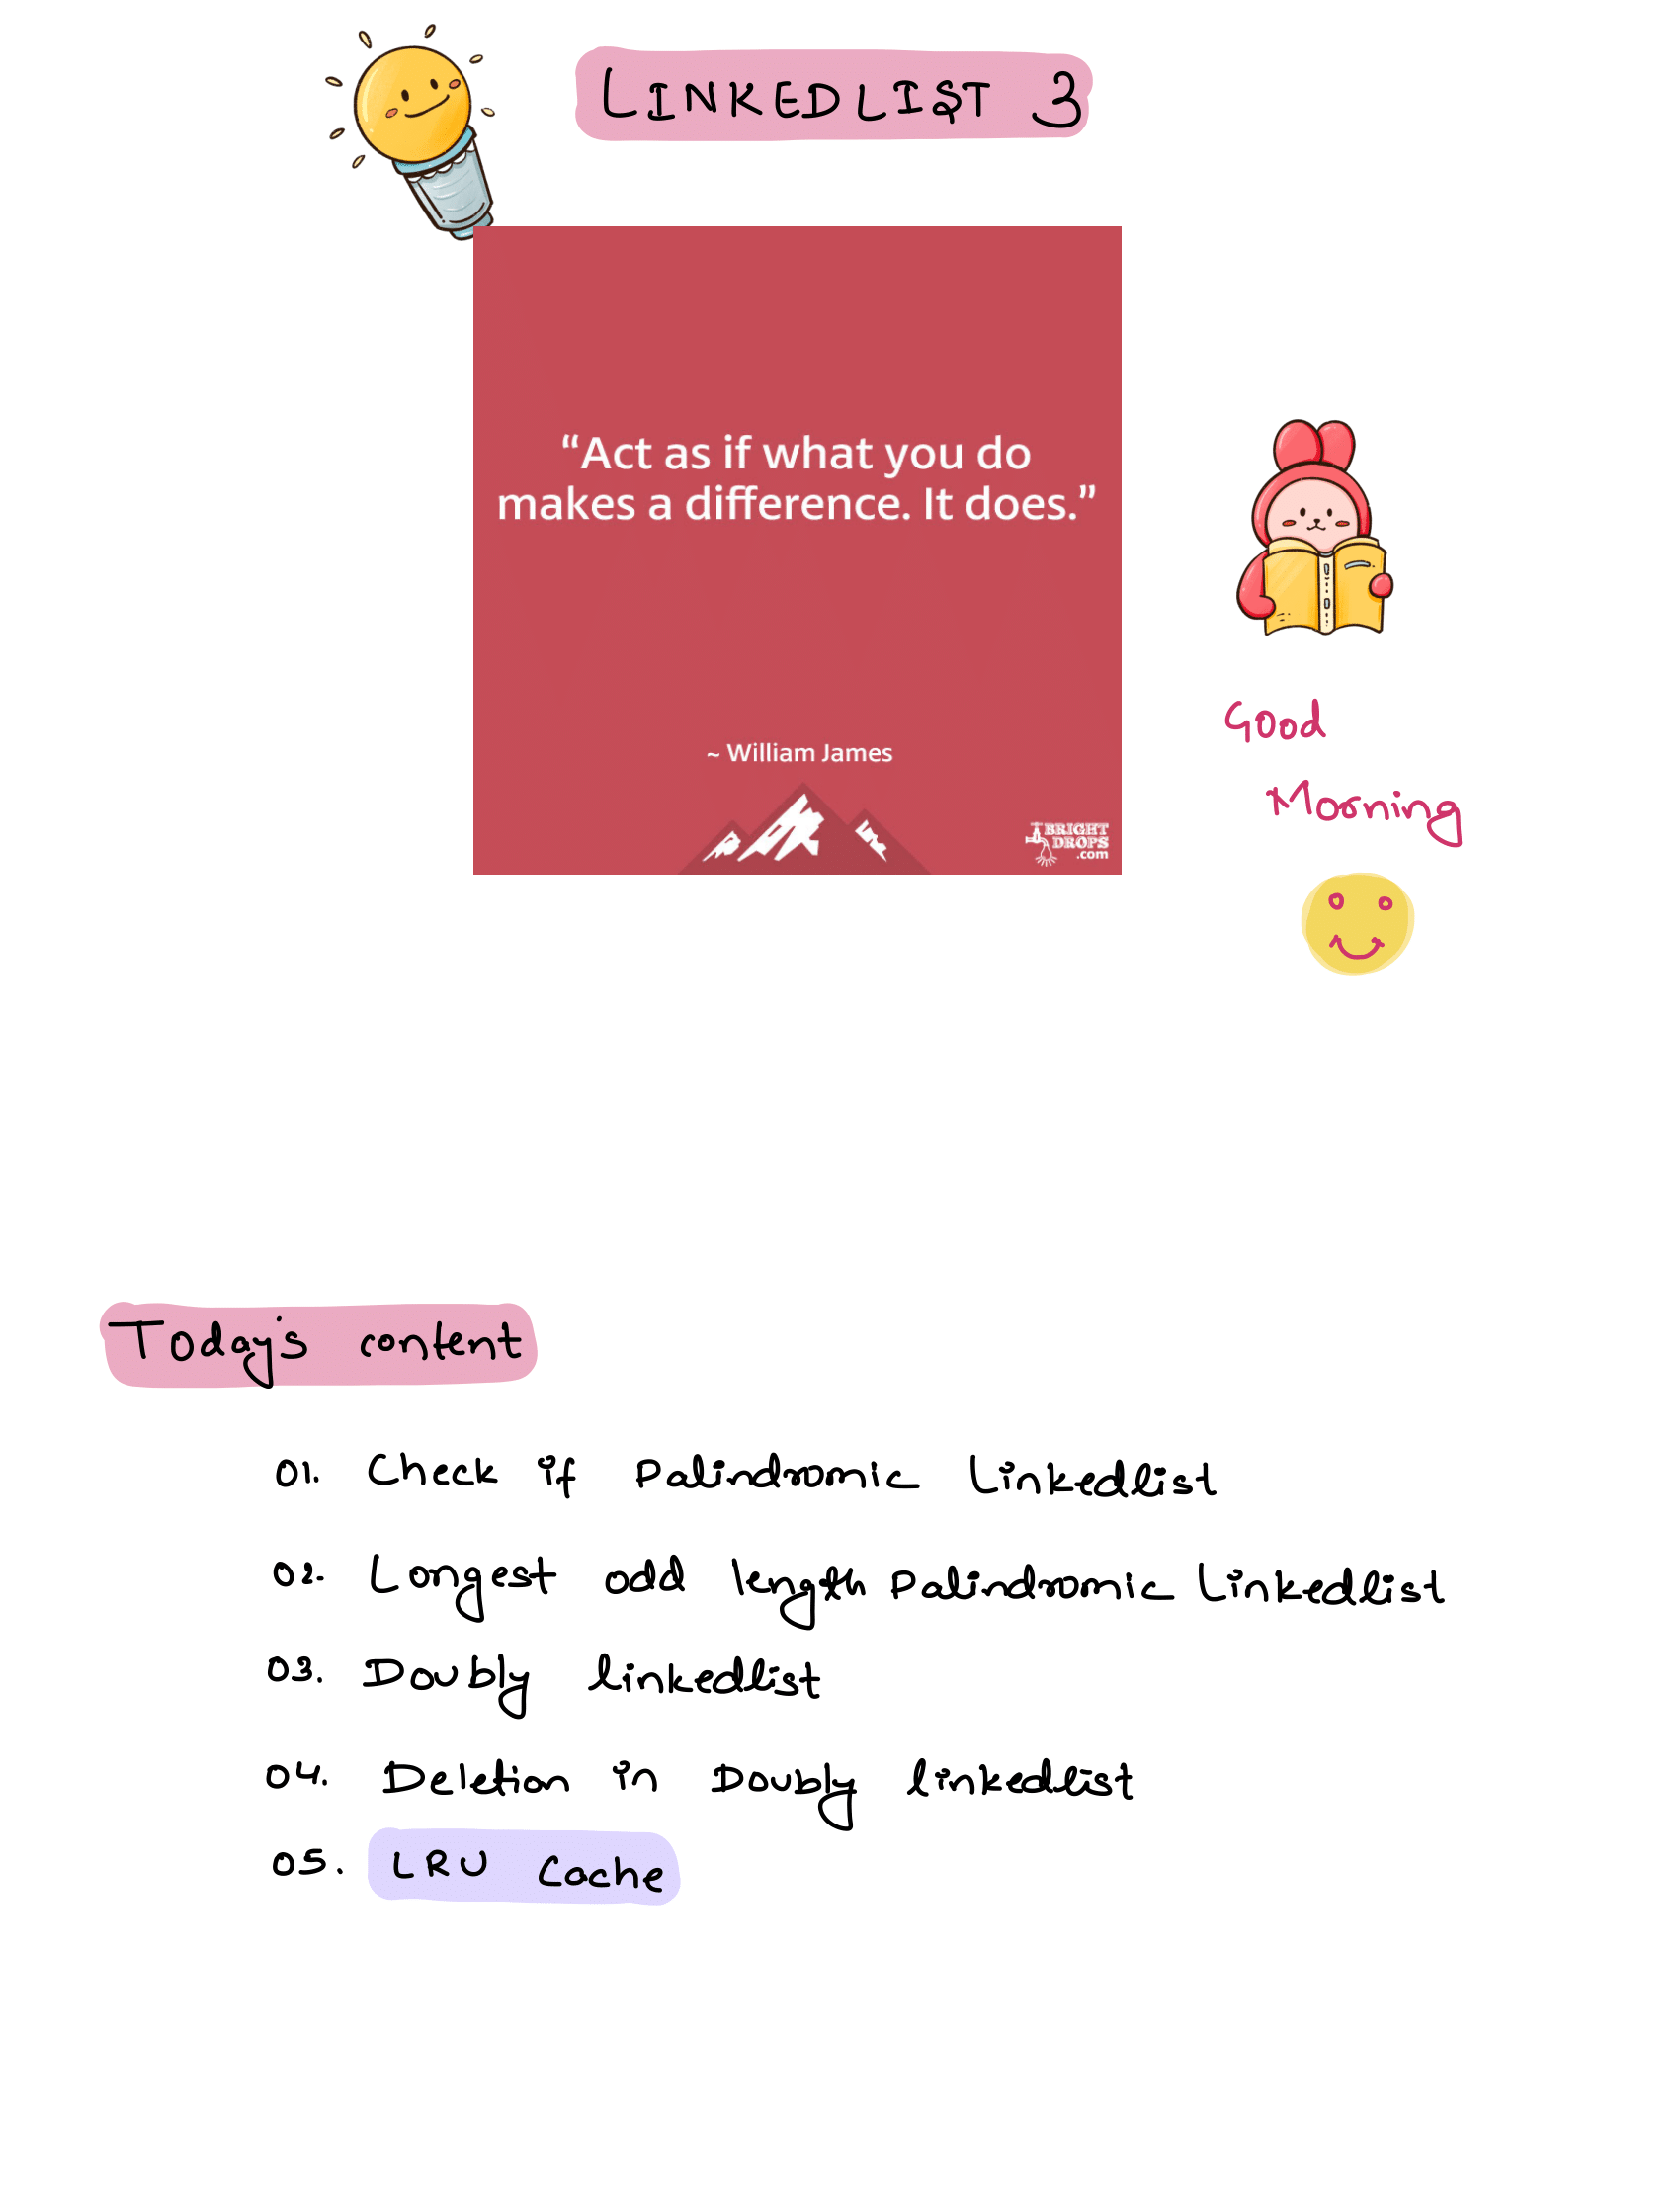 LINKEDLIST 3
“Act as if what you do
makes a difference. It does.”
~ William James
BRIGHT
DROPS
.com
Good
Morning
Today's content
01. Check if Palindromic Linkedlist
02. Longest odd length Palindromic Linkedlist
03. Doubly linkedlist
04. Deletion in Doubly linkedlist
05. LRU Cache